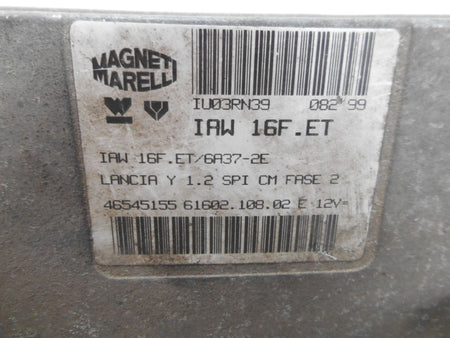 MAGNETI
MARELLI
IU03RN39 082*99
IAW 16F.ET
IAW 16F.ET/6A37-2E
LANCIA Y 1.2 SPI CM FASE 2
46545155 61602.108.02 E 12V=